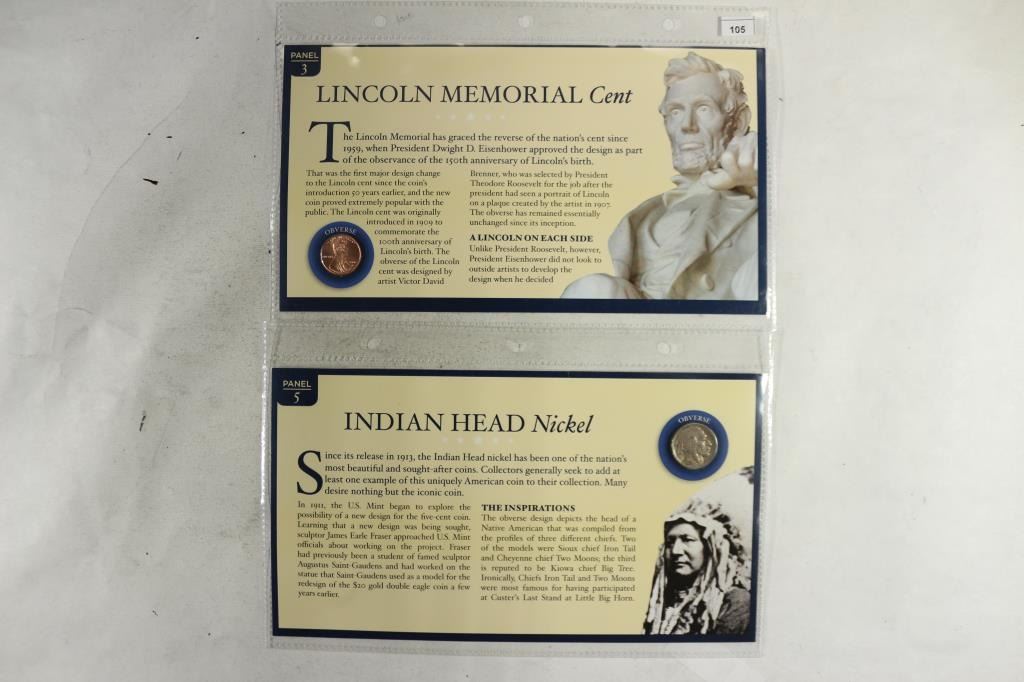 105
PANEL
3
LINCOLN MEMORIAL Cent
The Lincoln Memorial has graced the reverse of the nation's cent since
1959, when President Dwight D. Eisenhower approved the design as part
of the observance of the 150th anniversary of Lincoln's birth.
That was the first major design change
to the Lincoln cent since the coin's
introduction 50 years earlier, and the new
coin proved extremely popular with the
public. The Lincoln cent was originally
introduced in 1909 to
commemorate the
100th anniversary of
Lincoln's birth. The
obverse of the Lincoln
cent was designed by
artist Victor David
OBVERSE
Brenner, who was selected by President
Theodore Roosevelt for the job after the
president had seen a portrait of Lincoln
on a plaque created by the artist in 1907.
The obverse has remained essentially
unchanged since its inception.
A LINCOLN ON EACH SIDE
Unlike President Roosevelt, however,
President Eisenhower did not look to
outside artists to develop the
design when he decided
PANEL
5
INDIAN HEAD Nickel
OBVERSE
Since its release in 1913, the Indian Head nickel has been one of the nation's
most beautiful and sought-after coins. Collectors generally seek to add at
least one example of this uniquely American coin to their collection. Many
desire nothing but the iconic coin.
In 1911, the U.S. Mint began to explore the
possibility of a new design for the five-cent coin.
Learning that a new design was being sought,
sculptor James Earle Fraser approached U.S. Mint
officials about working on the project. Fraser
had previously been a student of famed sculptor
Augustus Saint-Gaudens and had worked on the
statue that Saint-Gaudens used as a model for the
redesign of the $20 gold double eagle coin a few
years earlier.
THE INSPIRATIONS
The obverse design depicts the head of a
Native American that was compiled from
the profiles of three different chiefs. Two
of the models were Sioux chief Iron Tail
and Cheyenne chief Two Moons; the third
is reputed to be Kiowa chief Big Tree.
Ironically, Chiefs Iron Tail and Two Moons
were most famous for having participated
at Custer's Last Stand at Little Big Horn.